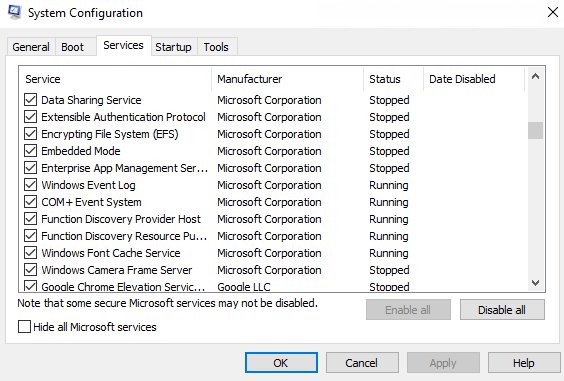 System Configuration
General Boot Services Startup Tools
Service Manufacturer Status Date Disabled
Data Sharing Service Microsoft Corporation Stopped
Extensible Authentication Protocol Microsoft Corporation Stopped
Encrypting File System (EFS) Microsoft Corporation Stopped
Embedded Mode Microsoft Corporation Stopped
Enterprise App Management Ser... Microsoft Corporation Stopped
Windows Event Log Microsoft Corporation Running
COM+ Event System Microsoft Corporation Running
Function Discovery Provider Host Microsoft Corporation Running
Function Discovery Resource Pu... Microsoft Corporation Running
Windows Font Cache Service Microsoft Corporation Running
Windows Camera Frame Server Microsoft Corporation Stopped
Google Chrome Elevation Servic... Google LLC Stopped
Note that some secure Microsoft services may not be disabled.
Enable all Disable all
Hide all Microsoft services
OK Cancel Apply Help